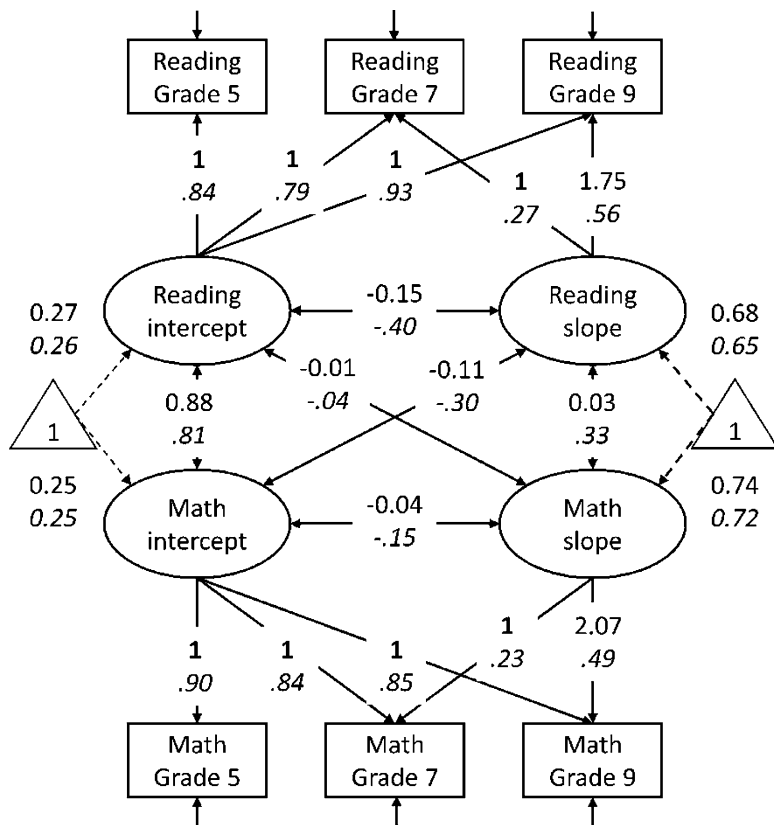 Reading Reading Reading
Grade 5 Grade 7 Grade 9
1 1 1 1 1.75
.84 .79 .93 .27 .56
Reading intercept -0.15 Reading slope
-.40
0.27 0.68
0.26 0.65
-0.01 -0.11
-.04 -.30
0.88 0.03
.81 .33
1 1
0.25 0.74
0.25 0.72
Math intercept -0.04 Math slope
-.15
1 1 1 1 2.07
.90 .84 .85 .23 .49
Math Math Math
Grade 5 Grade 7 Grade 9